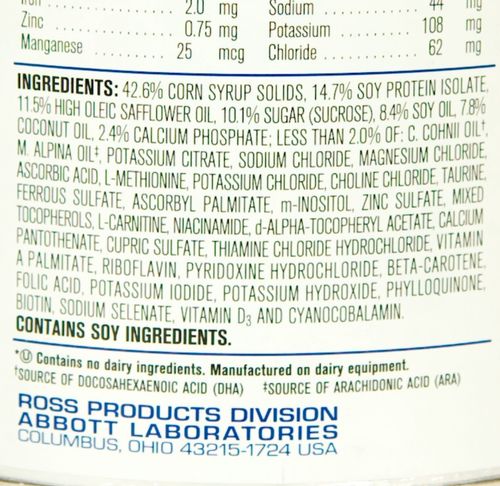 Iron 2.0 mg Sodium 44 mg
Zinc 0.75 mg Potassium 108 mg
Manganese 25 mcg Chloride 62 mg
INGREDIENTS: 42.6% CORN SYRUP SOLIDS, 14.7% SOY PROTEIN ISOLATE,
11.5% HIGH OLEIC SAFFLOWER OIL, 10.1% SUGAR (SUCROSE), 8.4% SOY OIL, 7.8%
COCONUT OIL, 2.4% CALCIUM PHOSPHATE; LESS THAN 2.0% OF: C. COHNII OIL†,
M. ALPINA OIL‡, POTASSIUM CITRATE, SODIUM CHLORIDE, MAGNESIUM CHLORIDE,
ASCORBIC ACID, L-METHIONINE, POTASSIUM CHLORIDE, CHOLINE CHLORIDE, TAURINE,
FERROUS SULFATE, ASCORBYL PALMITATE, m-INOSITOL, ZINC SULFATE, MIXED
TOCOPHEROLS, L-CARNITINE, NIACINAMIDE, d-ALPHA-TOCOPHERYL ACETATE, CALCIUM
PANTOTHENATE, CUPRIC SULFATE, THIAMINE CHLORIDE HYDROCHLORIDE, VITAMIN
A PALMITATE, RIBOFLAVIN, PYRIDOXINE HYDROCHLORIDE, BETA-CAROTENE,
FOLIC ACID, POTASSIUM IODIDE, POTASSIUM HYDROXIDE, PHYLLOQUINONE,
BIOTIN, SODIUM SELENATE, VITAMIN D3 AND CYANOCOBALAMIN.
CONTAINS SOY INGREDIENTS.
*Ⓤ Contains no dairy ingredients. Manufactured on dairy equipment.
†SOURCE OF DOCOSAHEXAENOIC ACID (DHA) ‡SOURCE OF ARACHIDONIC ACID (ARA)
ROSS PRODUCTS DIVISION
ABBOTT LABORATORIES
COLUMBUS, OHIO 43215-1724 USA